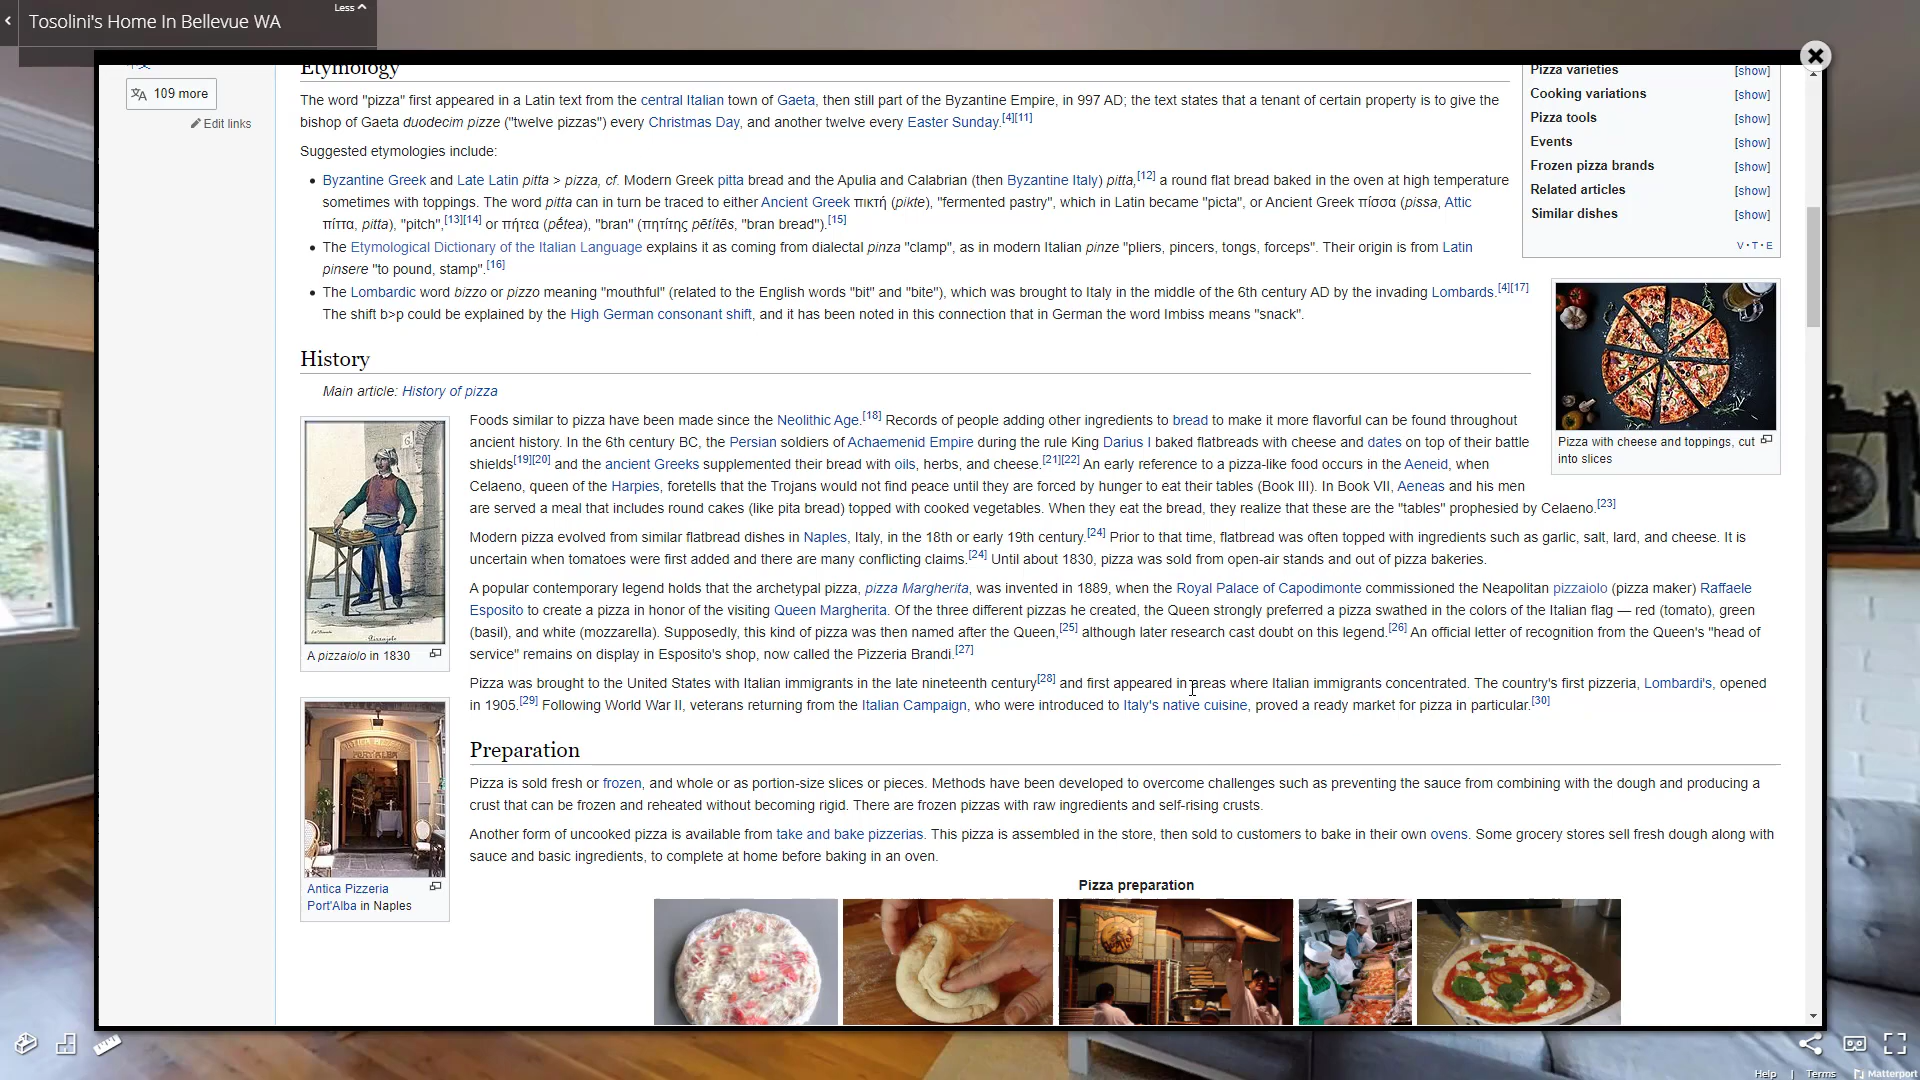 Tosolini's Home In Bellevue WA
Less
109 more
Edit links
Etymology
The word "pizza" first appeared in a Latin text from the central Italian town of Gaeta, then still part of the Byzantine Empire, in 997 AD; the text states that a tenant of certain property is to give the
bishop of Gaeta duodecim pizze ("twelve pizzas") every Christmas Day, and another twelve every Easter Sunday.[4][11]
Suggested etymologies include:
• Byzantine Greek and Late Latin pitta > pizza, cf. Modern Greek pitta bread and the Apulia and Calabrian (then Byzantine Italy) pitta,[12] a round flat bread baked in the oven at high temperature
sometimes with toppings. The word pitta can in turn be traced to either Ancient Greek πικτή (pikte), "fermented pastry", which in Latin became "picta", or Ancient Greek πίσσα (pissa, Attic
πίττα, pitta), "pitch",[13][14] or πήτεα (pḗtea), "bran" (πητίτης pētítēs, "bran bread").[15]
• The Etymological Dictionary of the Italian Language explains it as coming from dialectal pinza "clamp", as in modern Italian pinze "pliers, pincers, tongs, forceps". Their origin is from Latin
pinsere "to pound, stamp".[16]
• The Lombardic word bizzo or pizzo meaning "mouthful" (related to the English words "bit" and "bite"), which was brought to Italy in the middle of the 6th century AD by the invading Lombards.[4][17]
The shift b>p could be explained by the High German consonant shift, and it has been noted in this connection that in German the word Imbiss means "snack".
Pizza varieties [show]
Cooking variations [show]
Pizza tools [show]
Events [show]
Frozen pizza brands [show]
Related articles [show]
Similar dishes [show]
V · T · E
Pizza with cheese and toppings, cut
into slices
History
Main article: History of pizza
Foods similar to pizza have been made since the Neolithic Age.[18] Records of people adding other ingredients to bread to make it more flavorful can be found throughout
ancient history. In the 6th century BC, the Persian soldiers of Achaemenid Empire during the rule King Darius I baked flatbreads with cheese and dates on top of their battle
shields[19][20] and the ancient Greeks supplemented their bread with oils, herbs, and cheese.[21][22] An early reference to a pizza-like food occurs in the Aeneid, when
Celaeno, queen of the Harpies, foretells that the Trojans would not find peace until they are forced by hunger to eat their tables (Book III). In Book VII, Aeneas and his men
are served a meal that includes round cakes (like pita bread) topped with cooked vegetables. When they eat the bread, they realize that these are the "tables" prophesied by Celaeno.[23]
Modern pizza evolved from similar flatbread dishes in Naples, Italy, in the 18th or early 19th century.[24] Prior to that time, flatbread was often topped with ingredients such as garlic, salt, lard, and cheese. It is
uncertain when tomatoes were first added and there are many conflicting claims.[24] Until about 1830, pizza was sold from open-air stands and out of pizza bakeries.
A popular contemporary legend holds that the archetypal pizza, pizza Margherita, was invented in 1889, when the Royal Palace of Capodimonte commissioned the Neapolitan pizzaiolo (pizza maker) Raffaele
Esposito to create a pizza in honor of the visiting Queen Margherita. Of the three different pizzas he created, the Queen strongly preferred a pizza swathed in the colors of the Italian flag — red (tomato), green
(basil), and white (mozzarella). Supposedly, this kind of pizza was then named after the Queen,[25] although later research cast doubt on this legend.[26] An official letter of recognition from the Queen's "head of
service" remains on display in Esposito's shop, now called the Pizzeria Brandi.[27]
Pizza was brought to the United States with Italian immigrants in the late nineteenth century[28] and first appeared in areas where Italian immigrants concentrated. The country's first pizzeria, Lombardi's, opened
in 1905.[29] Following World War II, veterans returning from the Italian Campaign, who were introduced to Italy's native cuisine, proved a ready market for pizza in particular.[30]
A pizzaiolo in 1830
Antica Pizzeria
Port'Alba in Naples
Preparation
Pizza is sold fresh or frozen, and whole or as portion-size slices or pieces. Methods have been developed to overcome challenges such as preventing the sauce from combining with the dough and producing a
crust that can be frozen and reheated without becoming rigid. There are frozen pizzas with raw ingredients and self-rising crusts.
Another form of uncooked pizza is available from take and bake pizzerias. This pizza is assembled in the store, then sold to customers to bake in their own ovens. Some grocery stores sell fresh dough along with
sauce and basic ingredients, to complete at home before baking in an oven.
Pizza preparation
Help | Terms Matterport